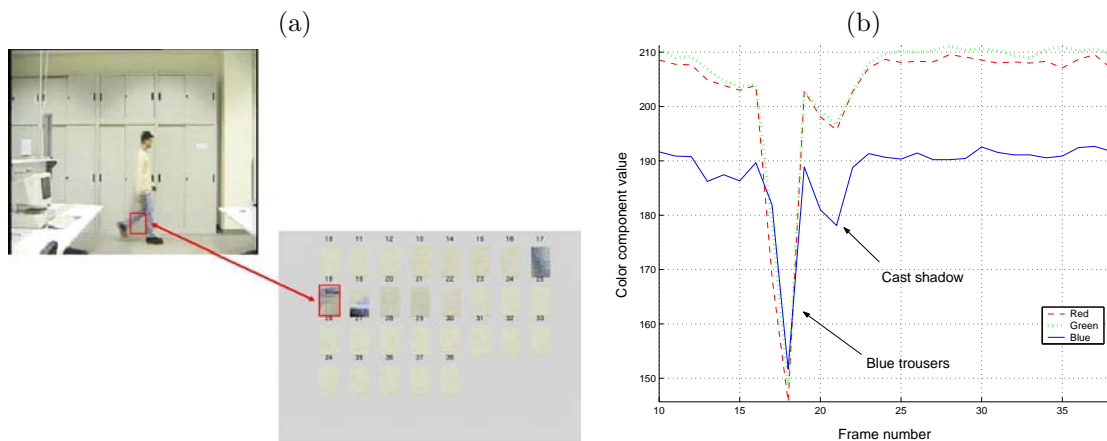 (a)
10 11 12 13 14 15 16 17
18 19 20 21 22 23 24 25
26 27 28 29 30 31 32 33
34 35 36 37 38
(b)
210
200
190
180
170
160
150
10 15 20 25 30 35
Color component value
Frame number
Cast shadow
Blue trousers
Red
Green
Blue